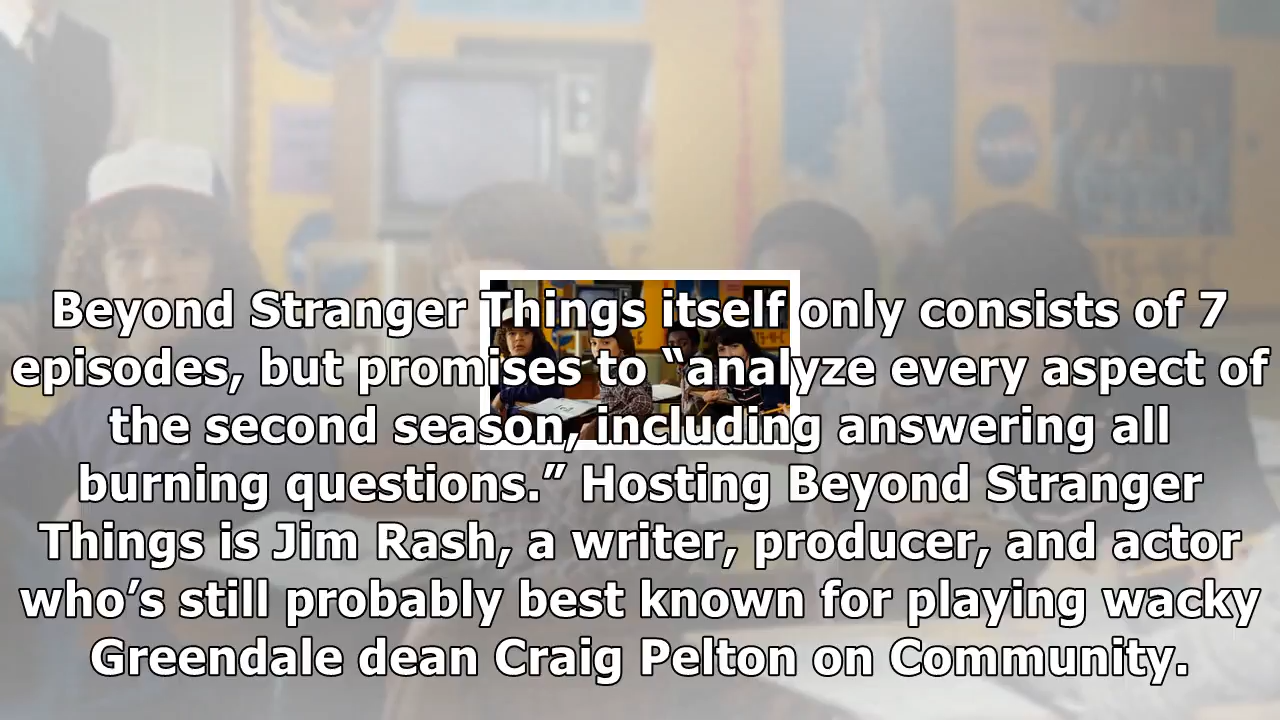 Beyond Stranger Things itself only consists of 7
episodes, but promises to “analyze every aspect of
the second season, including answering all
burning questions.” Hosting Beyond Stranger
Things is Jim Rash, a writer, producer, and actor
who’s still probably best known for playing wacky
Greendale dean Craig Pelton on Community.